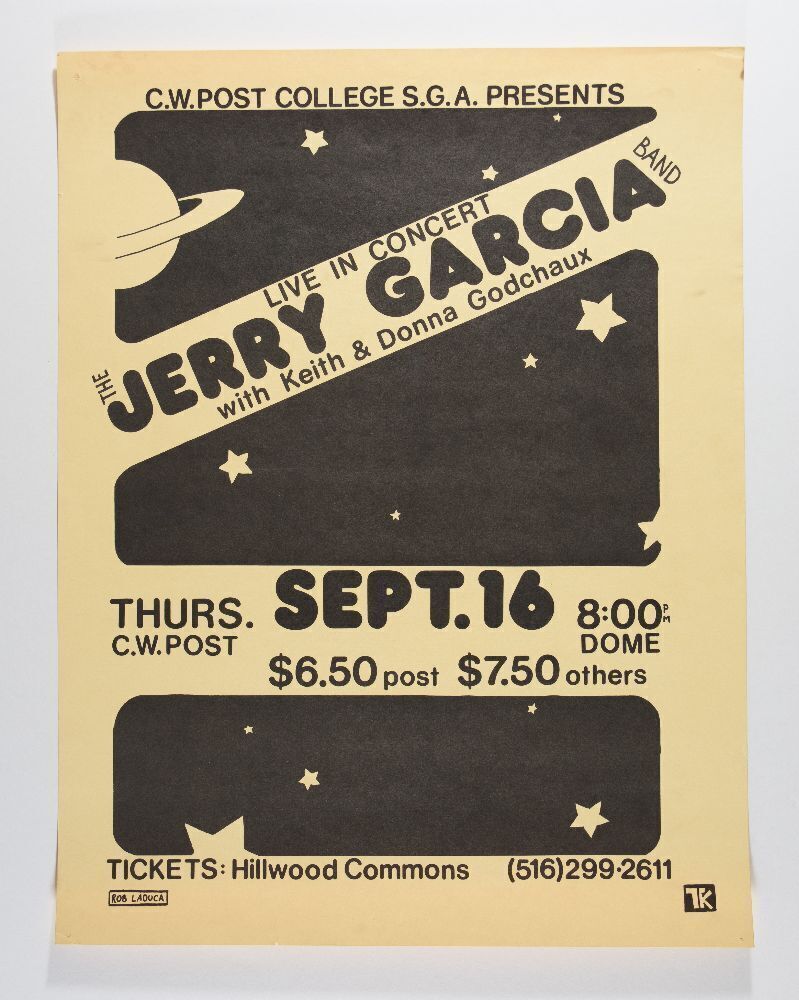 C.W.POST COLLEGE S.G.A. PRESENTS
LIVE IN CONCERT
THE JERRY GARCIA BAND
with Keith & Donna Godchaux
THURS. SEPT.16 8:00PM
C.W.POST DOME
$6.50 post $7.50 others
TICKETS: Hillwood Commons (516)299·2611
ROB LADUCA
TK